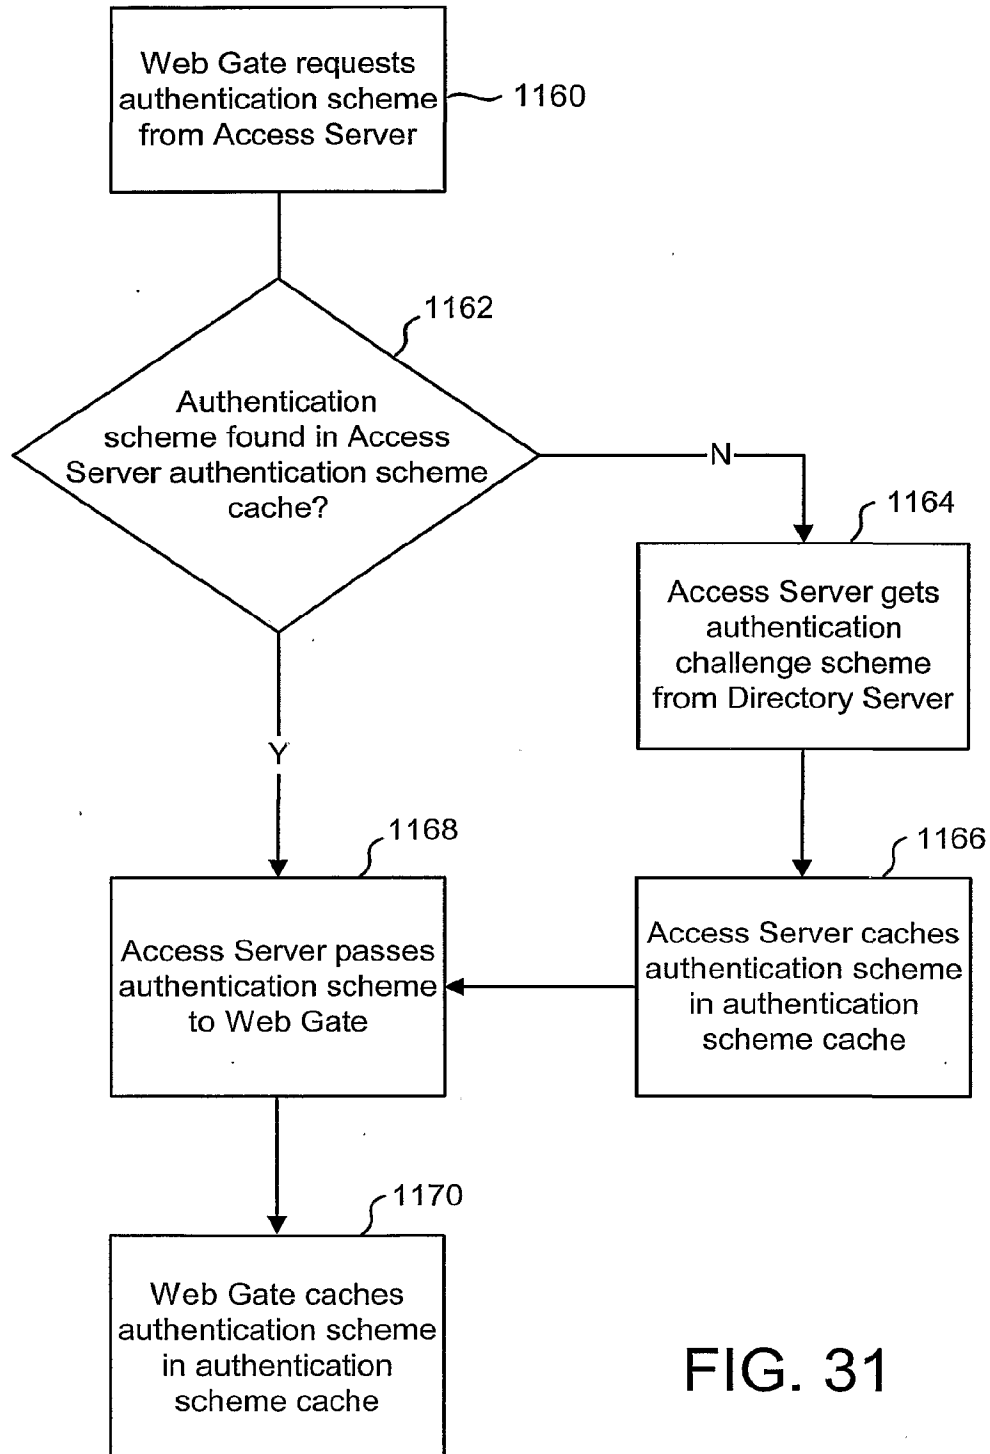 Web Gate requests
authentication scheme
from Access Server
1160
1162
Authentication
scheme found in Access
Server authentication scheme
cache?
N
1164
Access Server gets
authentication
challenge scheme
from Directory Server
Y
1168
1166
Access Server passes
authentication scheme
to Web Gate
Access Server caches
authentication scheme
in authentication
scheme cache
1170
Web Gate caches
authentication scheme
in authentication
scheme cache
FIG. 31